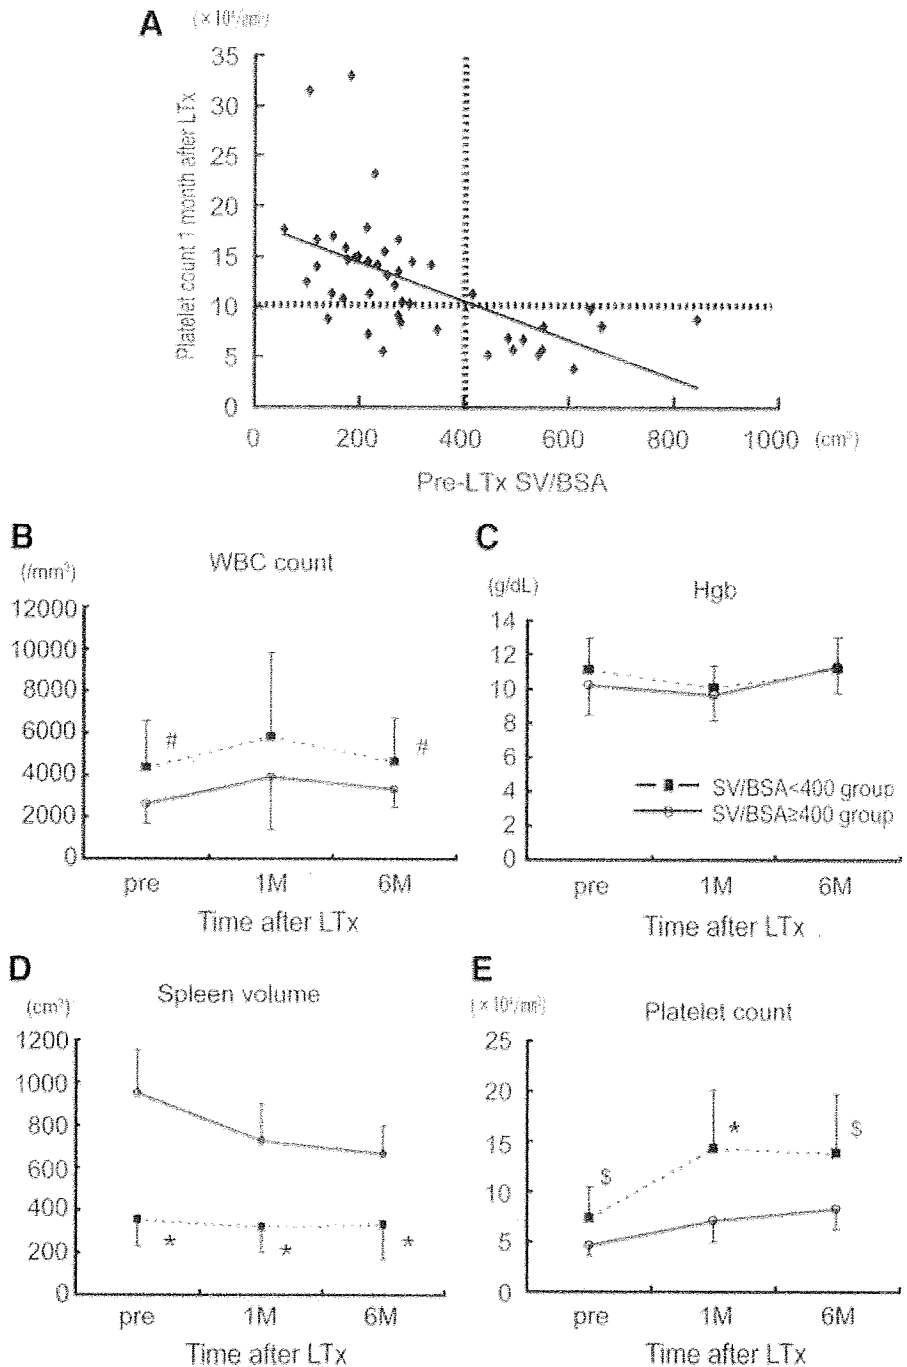 A (×10⁴/mm³)
Platelet count 1 month after LTx
35
30
25
20
15
10
5
0
0 200 400 600 800 1000 (cm³)
Pre-LTx SV/BSA
B
WBC count
(/mm³)
12000
10000
8000
6000
4000
2000
0
#
#
pre 1M 6M
Time after LTx
C
Hgb
(g/dL)
14
12
10
8
6
4
2
0
SV/BSA<400 group
SV/BSA≥400 group
pre 1M 6M
Time after LTx
D
Spleen volume
(cm³)
1200
1000
800
600
400
200
0
* * *
pre 1M 6M
Time after LTx
E
(×10⁴/mm³)
Platelet count
25
20
15
10
5
0
$ * $
pre 1M 6M
Time after LTx